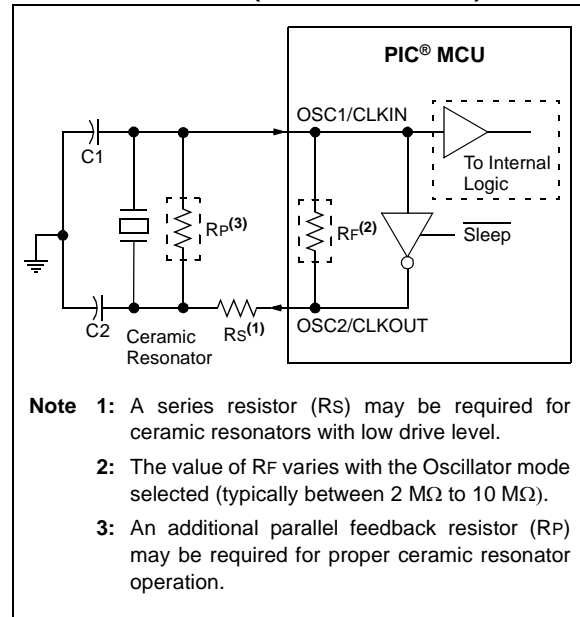 PIC® MCU
OSC1/CLKIN
C1
To Internal
Logic
RP(3)
RF(2)
Sleep
C2
Ceramic
Resonator
RS(1)
OSC2/CLKOUT
Note 1: A series resistor (RS) may be required for
ceramic resonators with low drive level.
2: The value of RF varies with the Oscillator mode
selected (typically between 2 MΩ to 10 MΩ).
3: An additional parallel feedback resistor (RP)
may be required for proper ceramic resonator
operation.